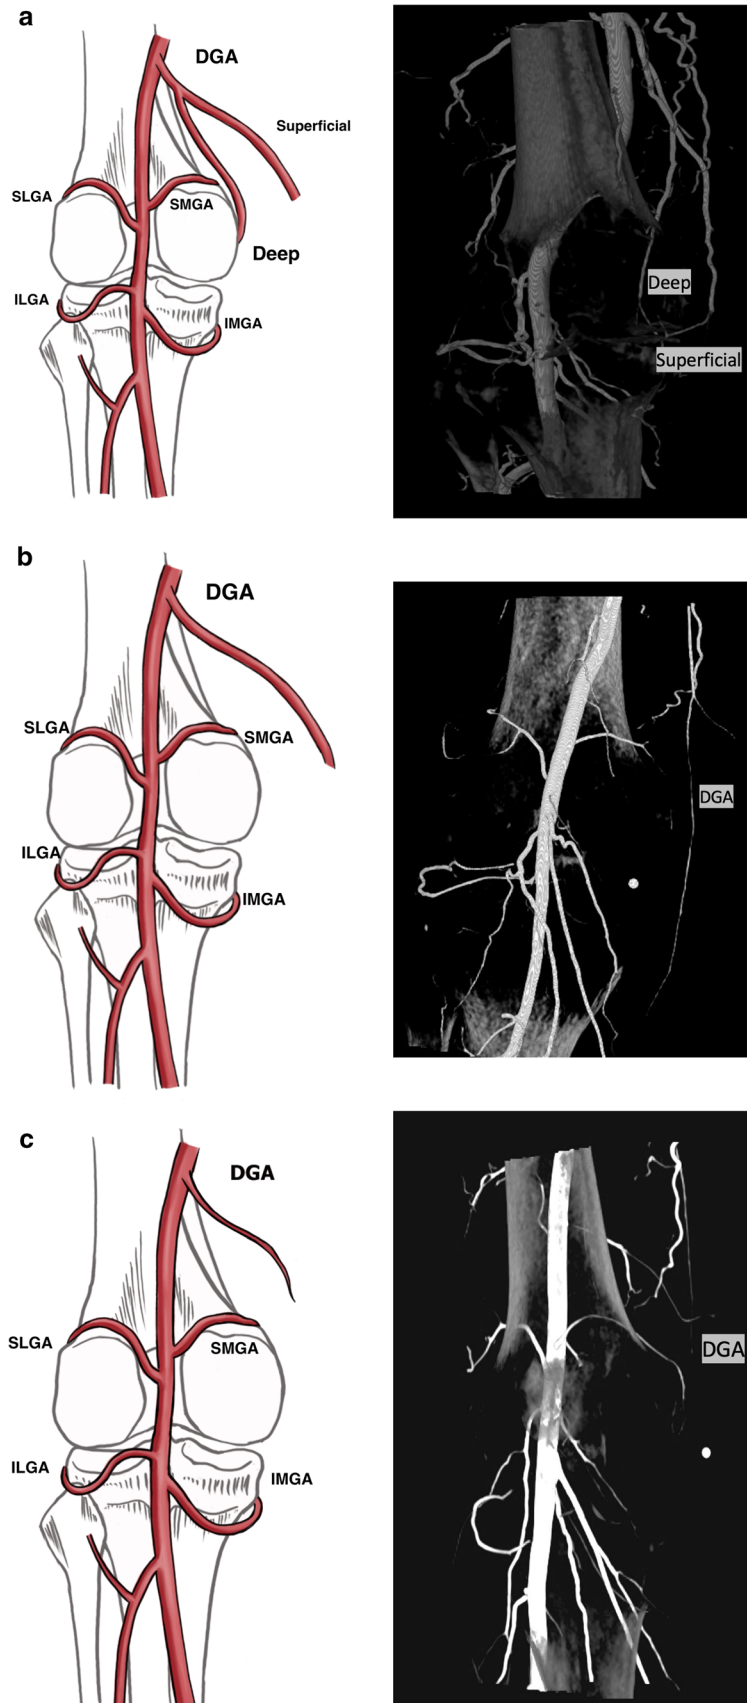 a
DGA
Superficial
SLGA
SMGA
Deep
ILGA
IMGA
Deep
Superficial
b
DGA
SLGA
SMGA
ILGA
IMGA
DGA
c
DGA
SLGA
SMGA
ILGA
IMGA
DGA